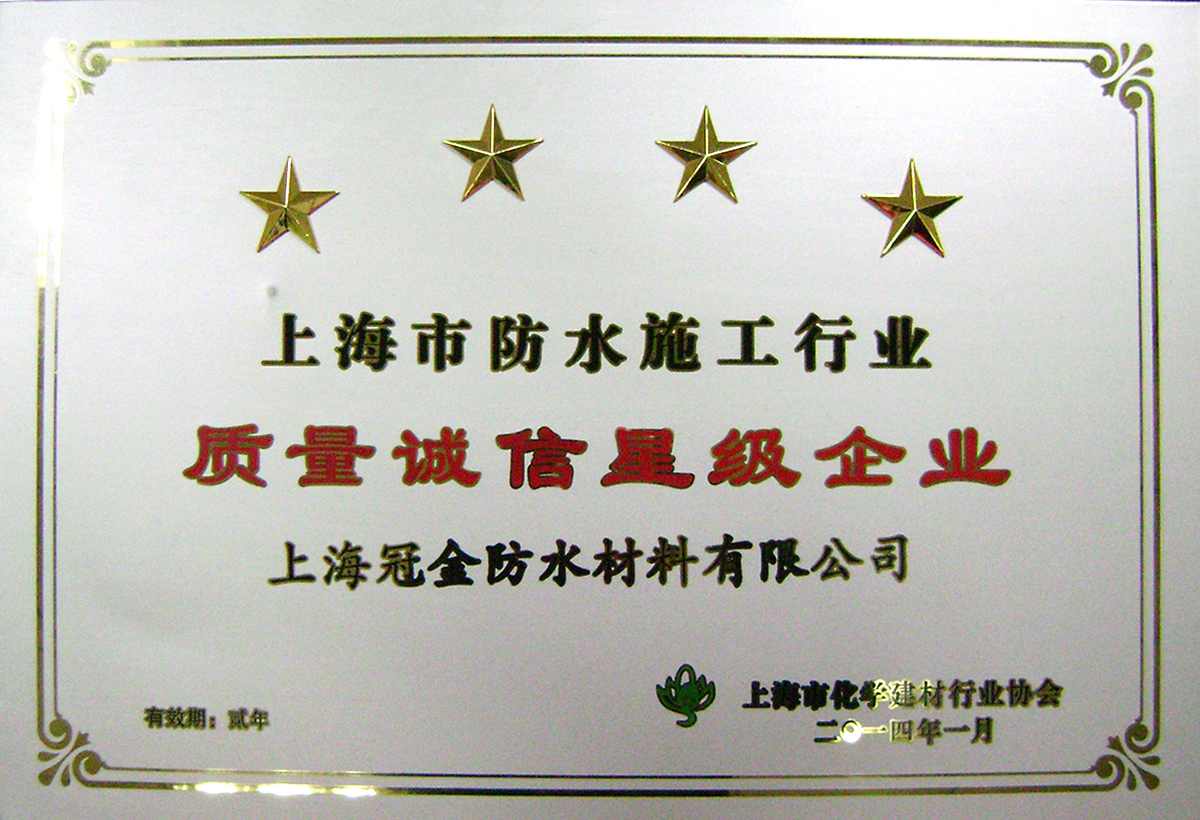 上海市防水施工行业
质量诚信星级企业
上海冠金防水材料有限公司
有效期：贰年
上海市化学建材行业协会
二〇一四年一月